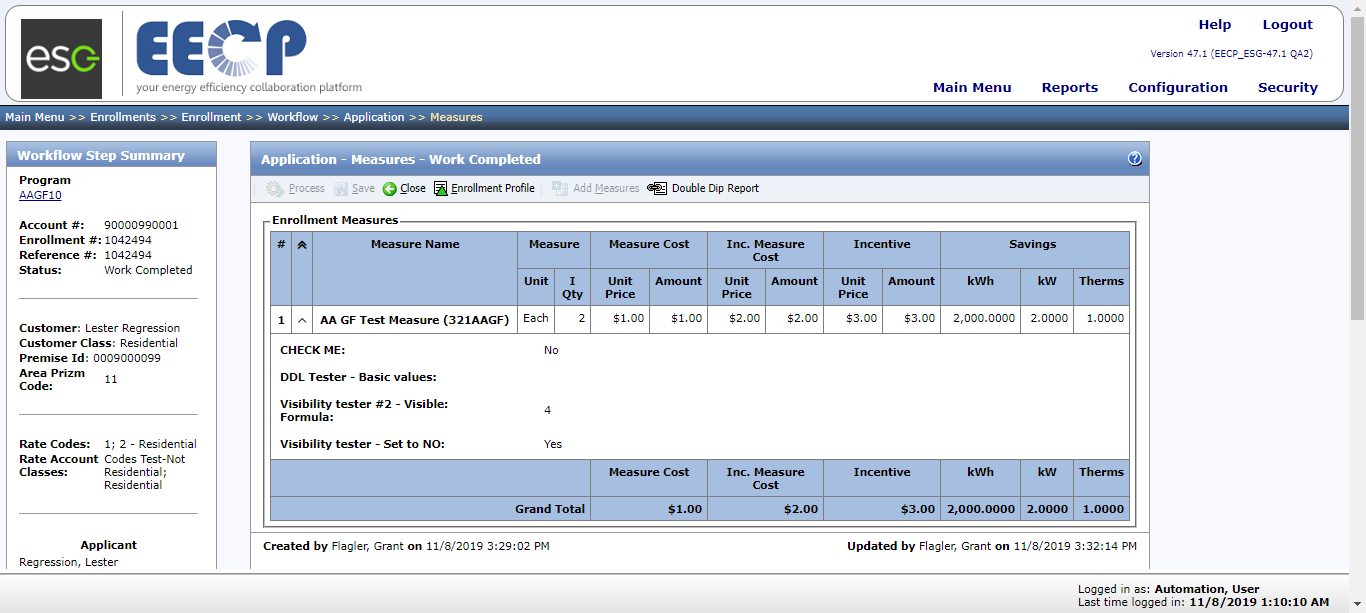 esg
EECP
your energy efficiency collaboration platform
Help Logout
Version 47.1 (EECP_ESG-47.1 QA2)
Main Menu Reports Configuration Security
Main Menu >> Enrollments >> Enrollment >> Workflow >> Application >> Measures
Workflow Step Summary
Program
AAGF10
Account #: 90000990001
Enrollment #: 1042494
Reference #: 1042494
Status: Work Completed
Customer: Lester Regression
Customer Class: Residential
Premise Id: 0009000099
Area Prizm
Code: 11
Rate Codes: 1; 2 - Residential
Rate Account Codes Test-Not
Classes: Residential;
Residential
Applicant
Regression, Lester
Application - Measures - Work Completed
?
Process Save Close Enrollment Profile Add Measures Double Dip Report
Enrollment Measures
# Measure Name Measure Measure Cost Inc. Measure Cost Incentive Savings
Unit I Qty Unit Price Amount Unit Price Amount Unit Price Amount kWh kW Therms
1 AA GF Test Measure (321AAGF) Each 2 $1.00 $1.00 $2.00 $2.00 $3.00 $3.00 2,000.0000 2.0000 1.0000
CHECK ME: No
DDL Tester - Basic values:
Visibility tester #2 - Visible:
Formula: 4
Visibility tester - Set to NO: Yes
Measure Cost Inc. Measure Cost Incentive kWh kW Therms
Grand Total $1.00 $2.00 $3.00 2,000.0000 2.0000 1.0000
Created by Flagler, Grant on 11/8/2019 3:29:02 PM Updated by Flagler, Grant on 11/8/2019 3:32:14 PM
Logged in as: Automation, User
Last time logged in: 11/8/2019 1:10:10 AM